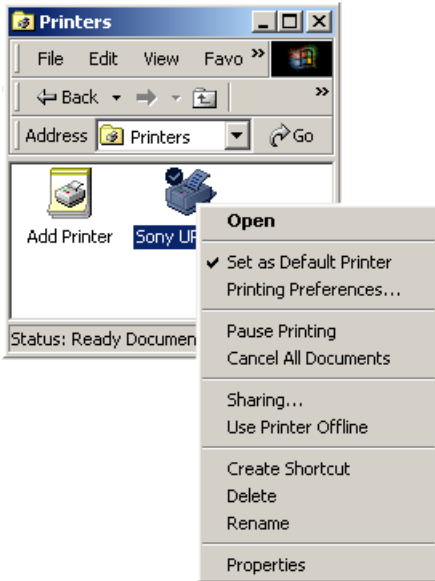 Printers
File Edit View Favo »
Back »
Address Printers Go
Add Printer Sony UP
Open
Set as Default Printer
Printing Preferences...
Pause Printing
Cancel All Documents
Status: Ready Documen
Sharing...
Use Printer Offline
Create Shortcut
Delete
Rename
Properties